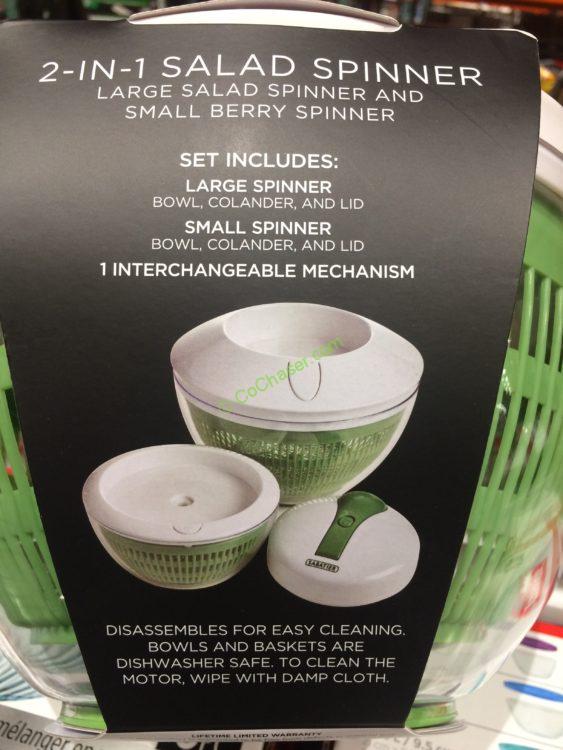 2-IN-1 SALAD SPINNER
LARGE SALAD SPINNER AND
SMALL BERRY SPINNER
SET INCLUDES:
LARGE SPINNER
BOWL, COLANDER, AND LID
SMALL SPINNER
BOWL, COLANDER, AND LID
1 INTERCHANGEABLE MECHANISM
CoChaser.com
SABATIER
DISASSEMBLES FOR EASY CLEANING.
BOWLS AND BASKETS ARE
DISHWASHER SAFE. TO CLEAN THE
MOTOR, WIPE WITH DAMP CLOTH.
LIFETIME LIMITED WARRANTY
mélanger en